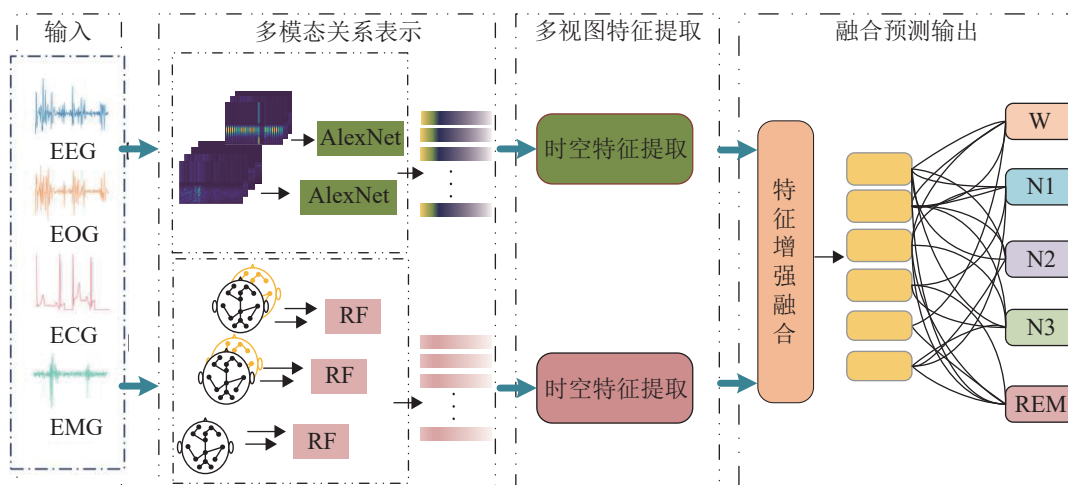 输入
多模态关系表示
多视图特征提取
融合预测输出
EEG
EOG
ECG
EMG
AlexNet
AlexNet
RF
RF
RF
时空特征提取
时空特征提取
特征增强融合
W
N1
N2
N3
REM